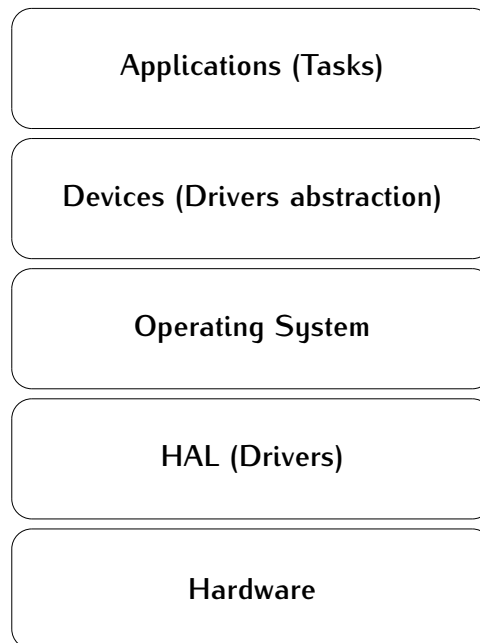 Applications (Tasks)
Devices (Drivers abstraction)
Operating System
HAL (Drivers)
Hardware